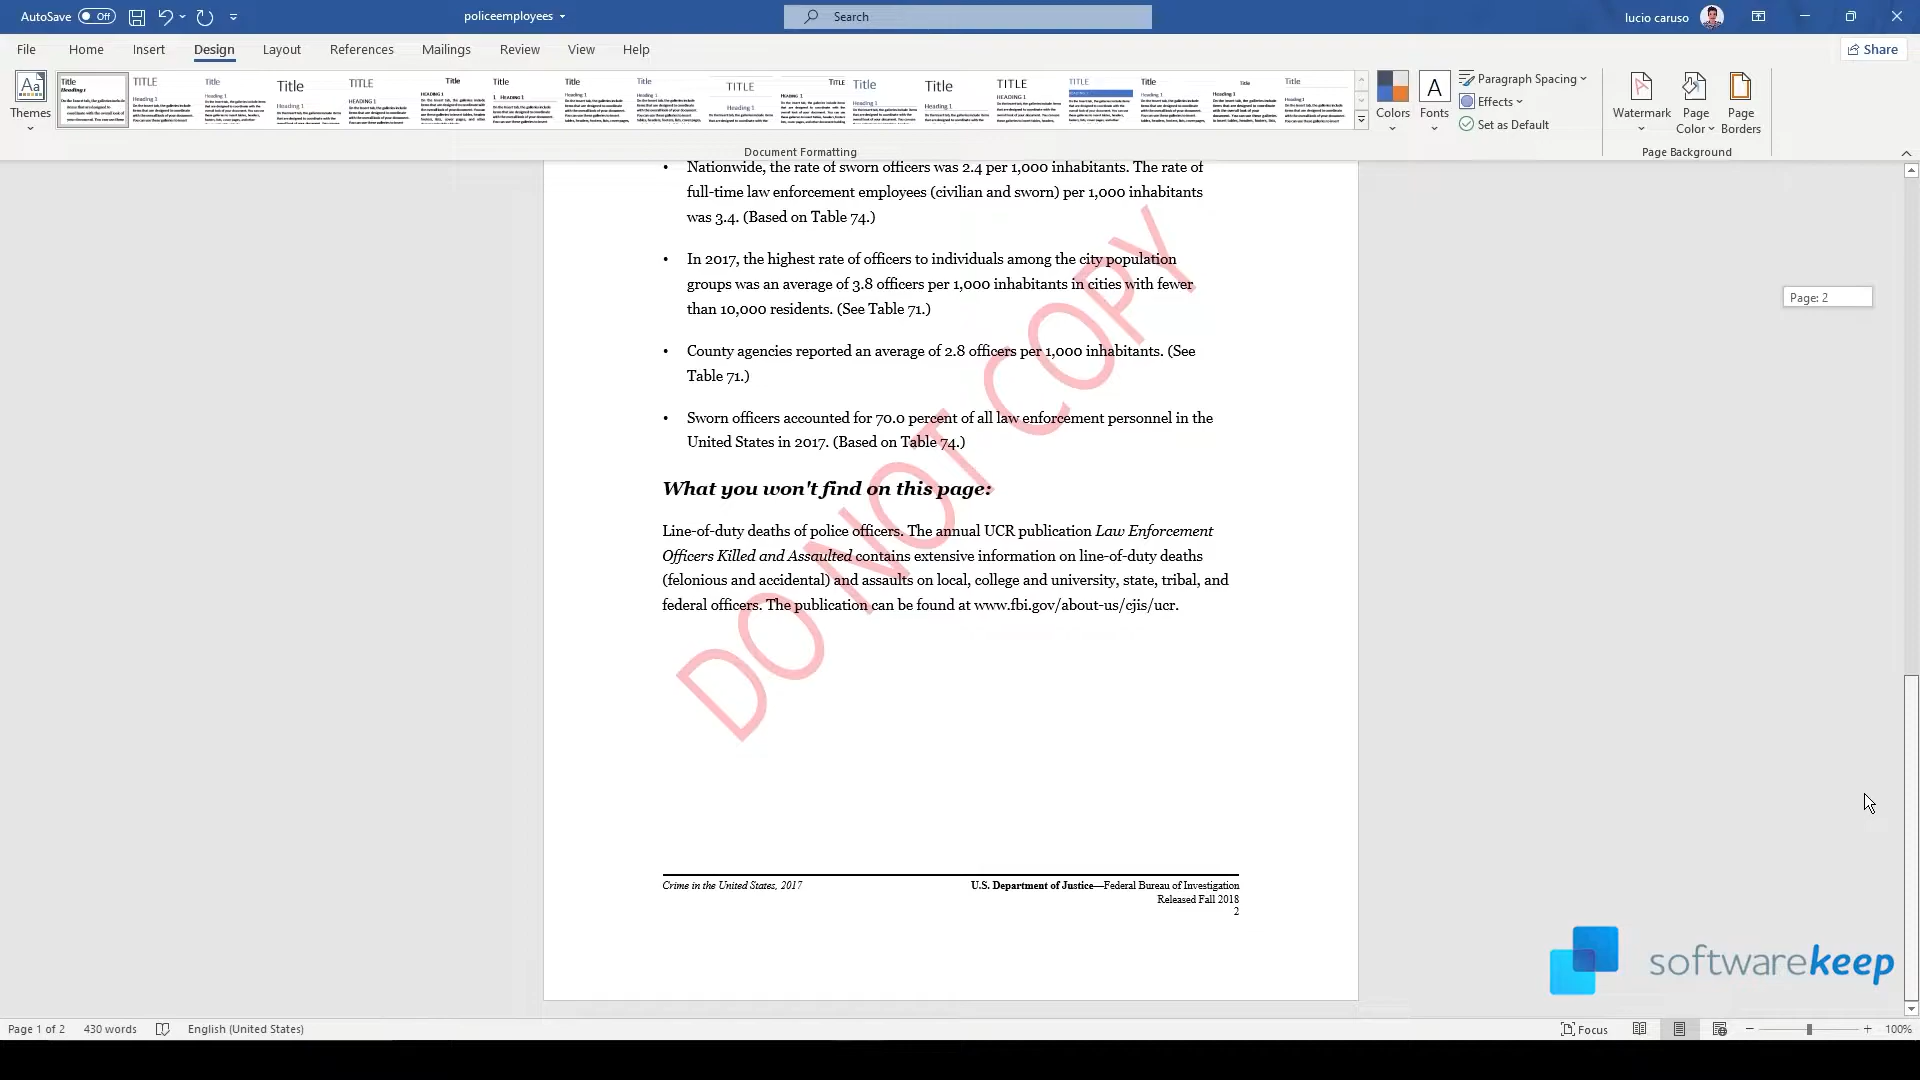 AutoSave Off policeemployees Search lucio caruso
File Home Insert Design Layout References Mailings Review View Help Share
Themes
Title
Heading 1
TITLE
Heading 1
Title
Heading 1
Title
Heading 1
TITLE
HEADING 1
Title
HEADING 1
Title
1 HEADING 1
Title
Heading 1
Title
Heading 1
TITLE
Heading 1
TITLE
HEADING 1
Title
Heading 1
Title
Heading 1
TITLE
HEADING 1
TITLE
Title
Heading 1
Title
Heading 1
Title
Heading 1
Colors
Fonts
Paragraph Spacing
Effects
Set as Default
Watermark
Page
Color
Page
Borders
Document Formatting
Page Background
• Nationwide, the rate of sworn officers was 2.4 per 1,000 inhabitants. The rate of
full-time law enforcement employees (civilian and sworn) per 1,000 inhabitants
was 3.4. (Based on Table 74.)
• In 2017, the highest rate of officers to individuals among the city population
groups was an average of 3.8 officers per 1,000 inhabitants in cities with fewer
than 10,000 residents. (See Table 71.)
Page: 2
• County agencies reported an average of 2.8 officers per 1,000 inhabitants. (See
Table 71.)
• Sworn officers accounted for 70.0 percent of all law enforcement personnel in the
United States in 2017. (Based on Table 74.)
What you won't find on this page:
Line-of-duty deaths of police officers. The annual UCR publication Law Enforcement
Officers Killed and Assaulted contains extensive information on line-of-duty deaths
(felonious and accidental) and assaults on local, college and university, state, tribal, and
federal officers. The publication can be found at www.fbi.gov/about-us/cjis/ucr.
DO NOT COPY
Crime in the United States, 2017
U.S. Department of Justice—Federal Bureau of Investigation
Released Fall 2018
2
softwarekeep
Page 1 of 2 430 words English (United States) Focus 100%